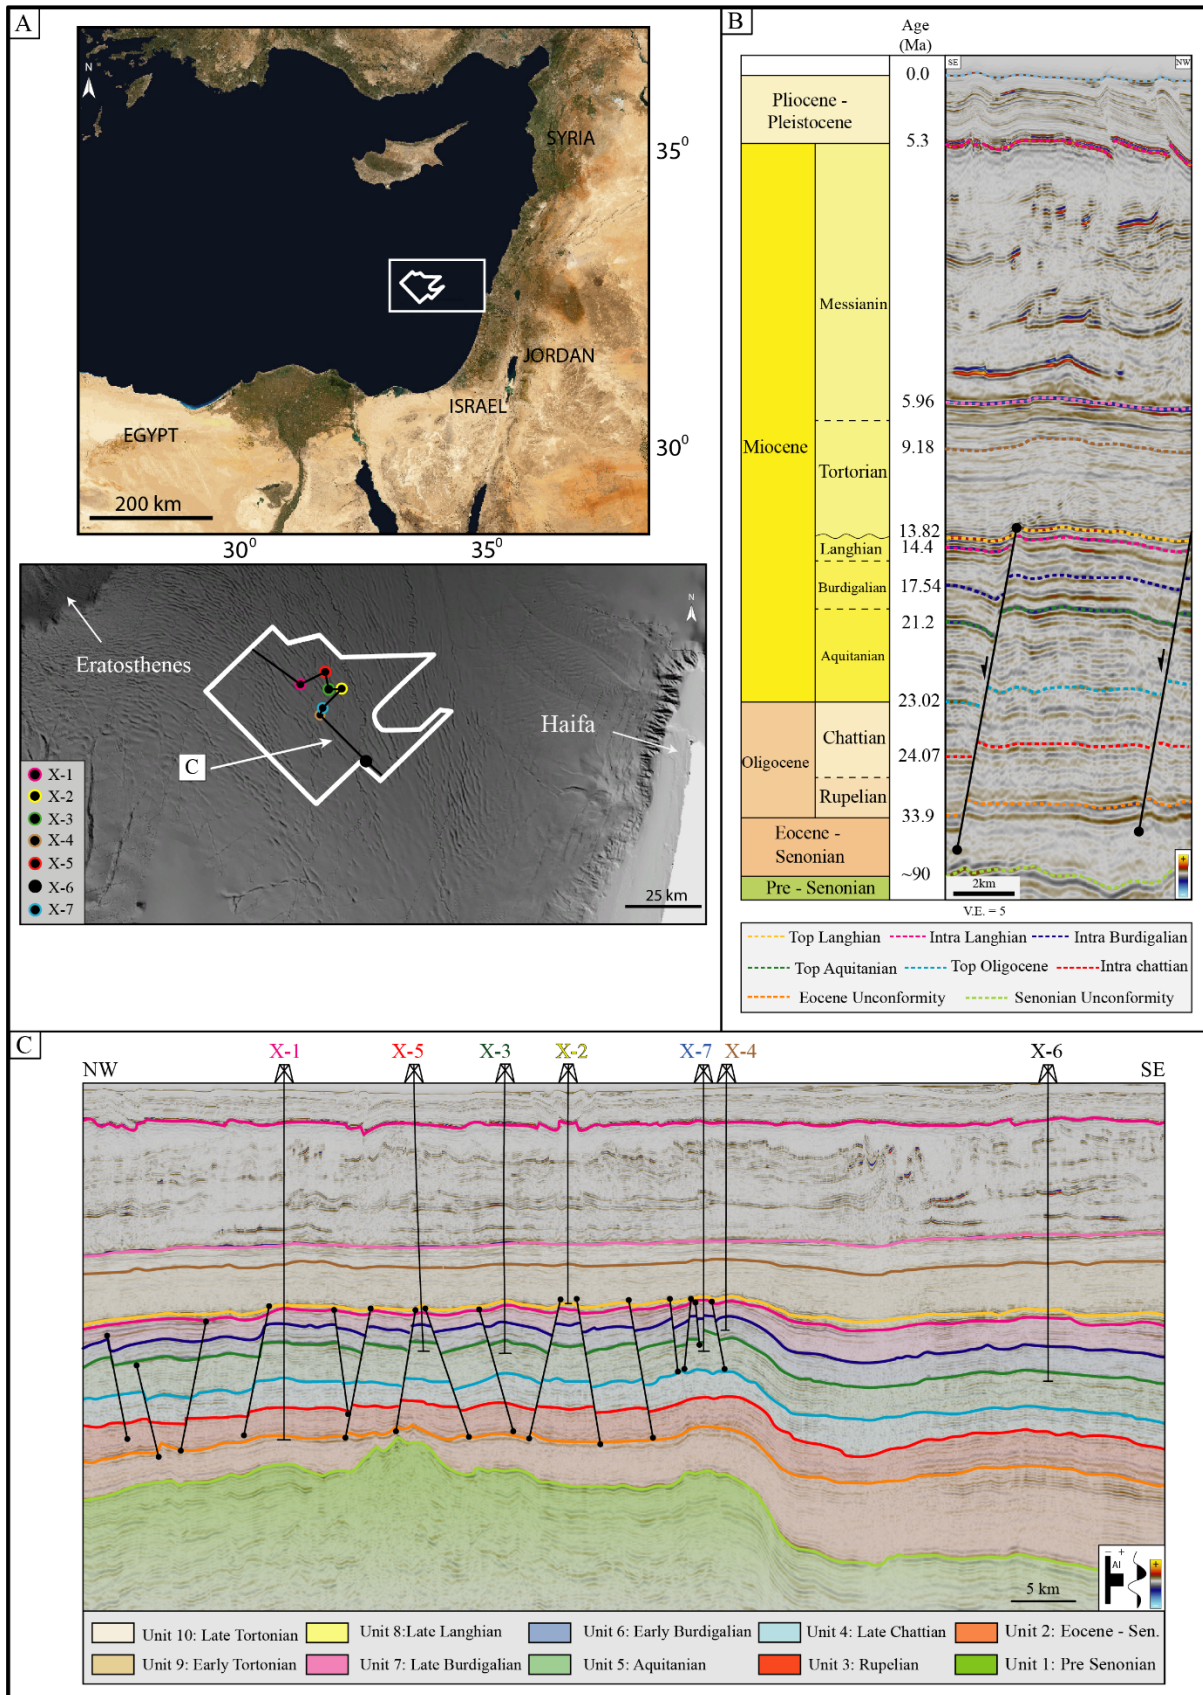 A
N
SYRIA
35⁰
JORDAN
ISRAEL
EGYPT
30⁰
200 km
30⁰
35⁰
N
Eratosthenes
Haifa
C
X-1
X-2
X-3
X-4
X-5
X-6
X-7
25 km
B
Age
(Ma)
0.0
SE
NW
Pliocene -
Pleistocene
5.3
Messianin
5.96
9.18
Miocene
Tortorian
13.82
Langhian
14.4
Burdigalian
17.54
21.2
Aquitanian
23.02
Chattian
24.07
Oligocene
Rupelian
33.9
Eocene -
Senonian
~90
Pre - Senonian
2km
+
-
V.E. = 5
Top Langhian
Intra Langhian
Intra Burdigalian
Top Aquitanian
Top Oligocene
Intra chattian
Eocene Unconformity
Senonian Unconformity
C
NW
X-1
X-5
X-3
X-2
X-7
X-4
X-6
SE
- +
AI
+
-
5 km
Unit 10: Late Tortonian
Unit 8:Late Langhian
Unit 6: Early Burdigalian
Unit 4: Late Chattian
Unit 2: Eocene - Sen.
Unit 9: Early Tortonian
Unit 7: Late Burdigalian
Unit 5: Aquitanian
Unit 3: Rupelian
Unit 1: Pre Senonian